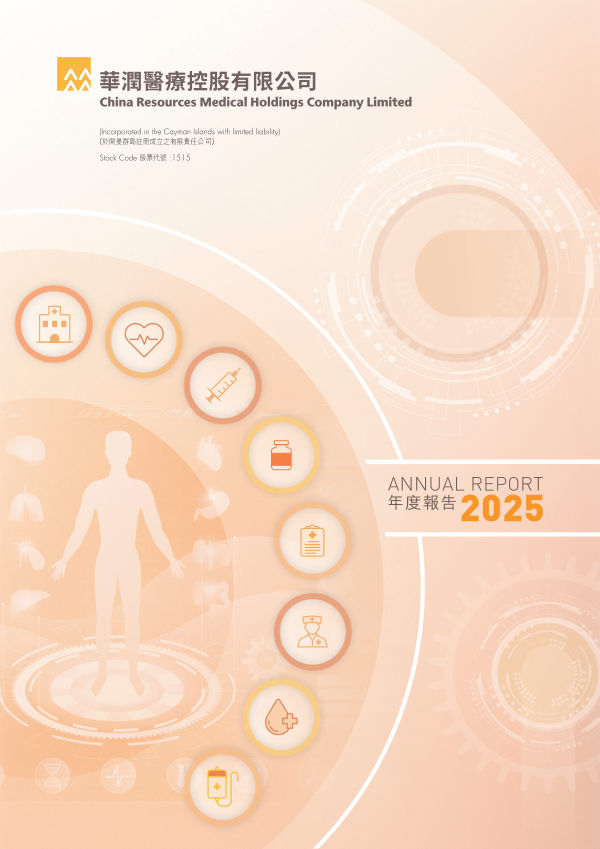 華潤醫療控股有限公司
China Resources Medical Holdings Company Limited
(Incorporated in the Cayman Islands with limited liability)
(於開曼群島註冊成立之有限責任公司)
Stock Code 股票代號 :1515
ANNUAL REPORT
年度報告 2025